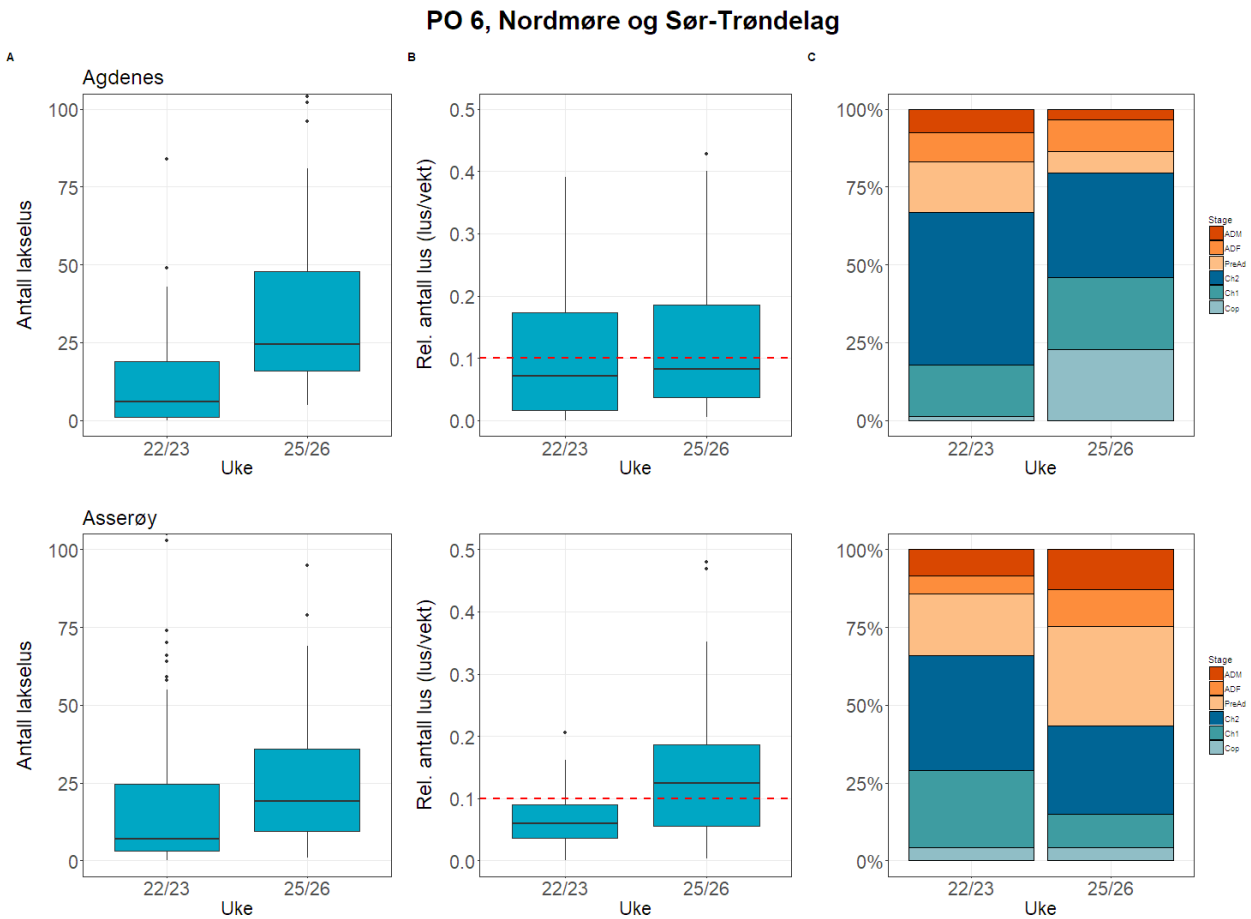 PO 6, Nordmøre og Sør-Trøndelag
A
B
C
Agdenes
Antall lakselus
100
75
50
25
0
22/23
25/26
Uke
Rel. antall lus (lus/vekt)
0.5
0.4
0.3
0.2
0.1
0.0
22/23
25/26
Uke
100%
75%
50%
25%
0%
22/23
25/26
Uke
Stage
ADM
ADF
PreAd
Ch2
Ch1
Cop
Asserøy
Antall lakselus
100
75
50
25
0
22/23
25/26
Uke
Rel. antall lus (lus/vekt)
0.5
0.4
0.3
0.2
0.1
0.0
22/23
25/26
Uke
100%
75%
50%
25%
0%
22/23
25/26
Uke
Stage
ADM
ADF
PreAd
Ch2
Ch1
Cop